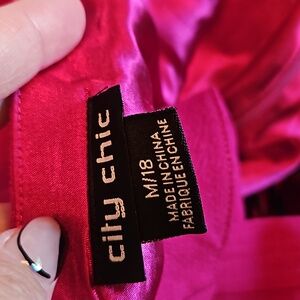 city chic
M/18
MADE IN CHINA
FABRIQUE EN CHINE